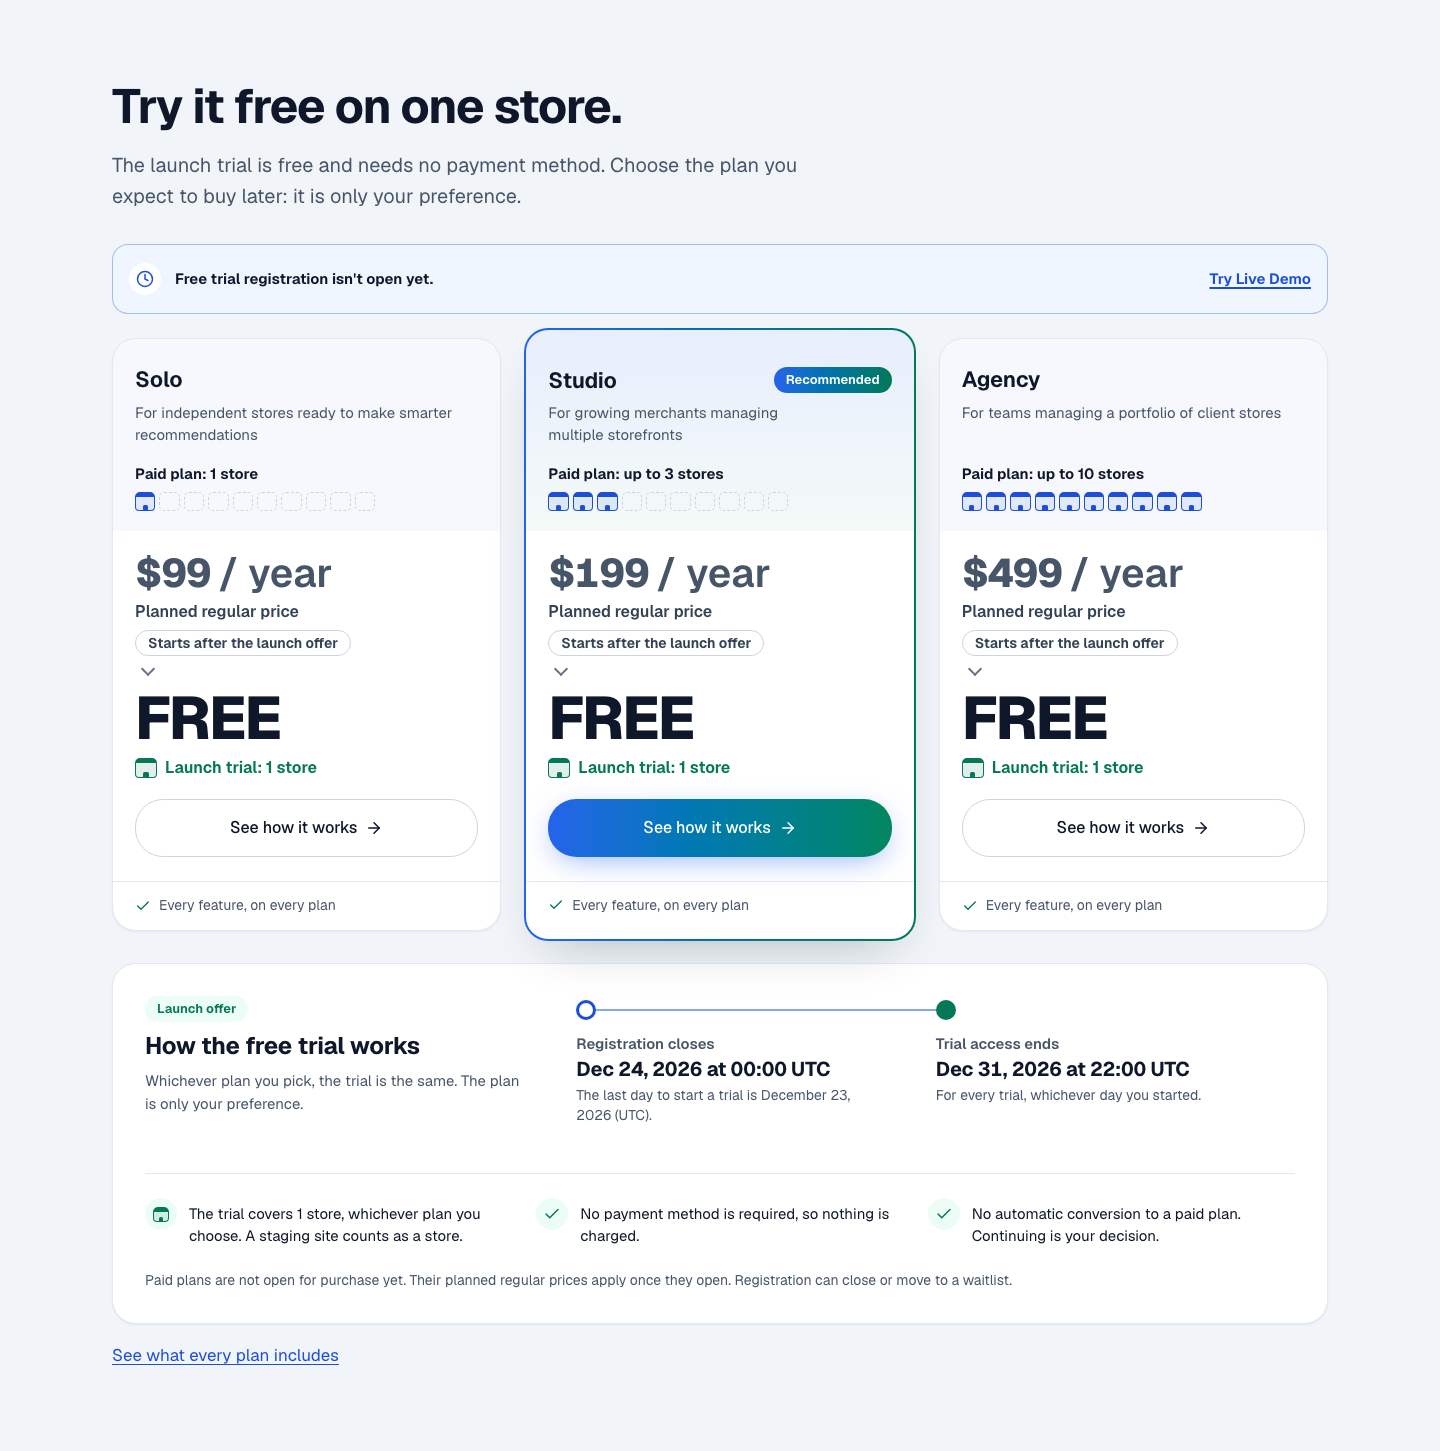 Try it free on one store.
The launch trial is free and needs no payment method. Choose the plan you
expect to buy later: it is only your preference.
Free trial registration isn't open yet.
Try Live Demo
Solo
For independent stores ready to make smarter
recommendations
Paid plan: 1 store
$99 / year
Planned regular price
Starts after the launch offer
FREE
Launch trial: 1 store
See how it works
Every feature, on every plan
Studio
Recommended
For growing merchants managing
multiple storefronts
Paid plan: up to 3 stores
$199 / year
Planned regular price
Starts after the launch offer
FREE
Launch trial: 1 store
See how it works
Every feature, on every plan
Agency
For teams managing a portfolio of client stores
Paid plan: up to 10 stores
$499 / year
Planned regular price
Starts after the launch offer
FREE
Launch trial: 1 store
See how it works
Every feature, on every plan
Launch offer
How the free trial works
Whichever plan you pick, the trial is the same. The plan
is only your preference.
Registration closes
Dec 24, 2026 at 00:00 UTC
The last day to start a trial is December 23,
2026 (UTC).
Trial access ends
Dec 31, 2026 at 22:00 UTC
For every trial, whichever day you started.
The trial covers 1 store, whichever plan you
choose. A staging site counts as a store.
No payment method is required, so nothing is
charged.
No automatic conversion to a paid plan.
Continuing is your decision.
Paid plans are not open for purchase yet. Their planned regular prices apply once they open. Registration can close or move to a waitlist.
See what every plan includes